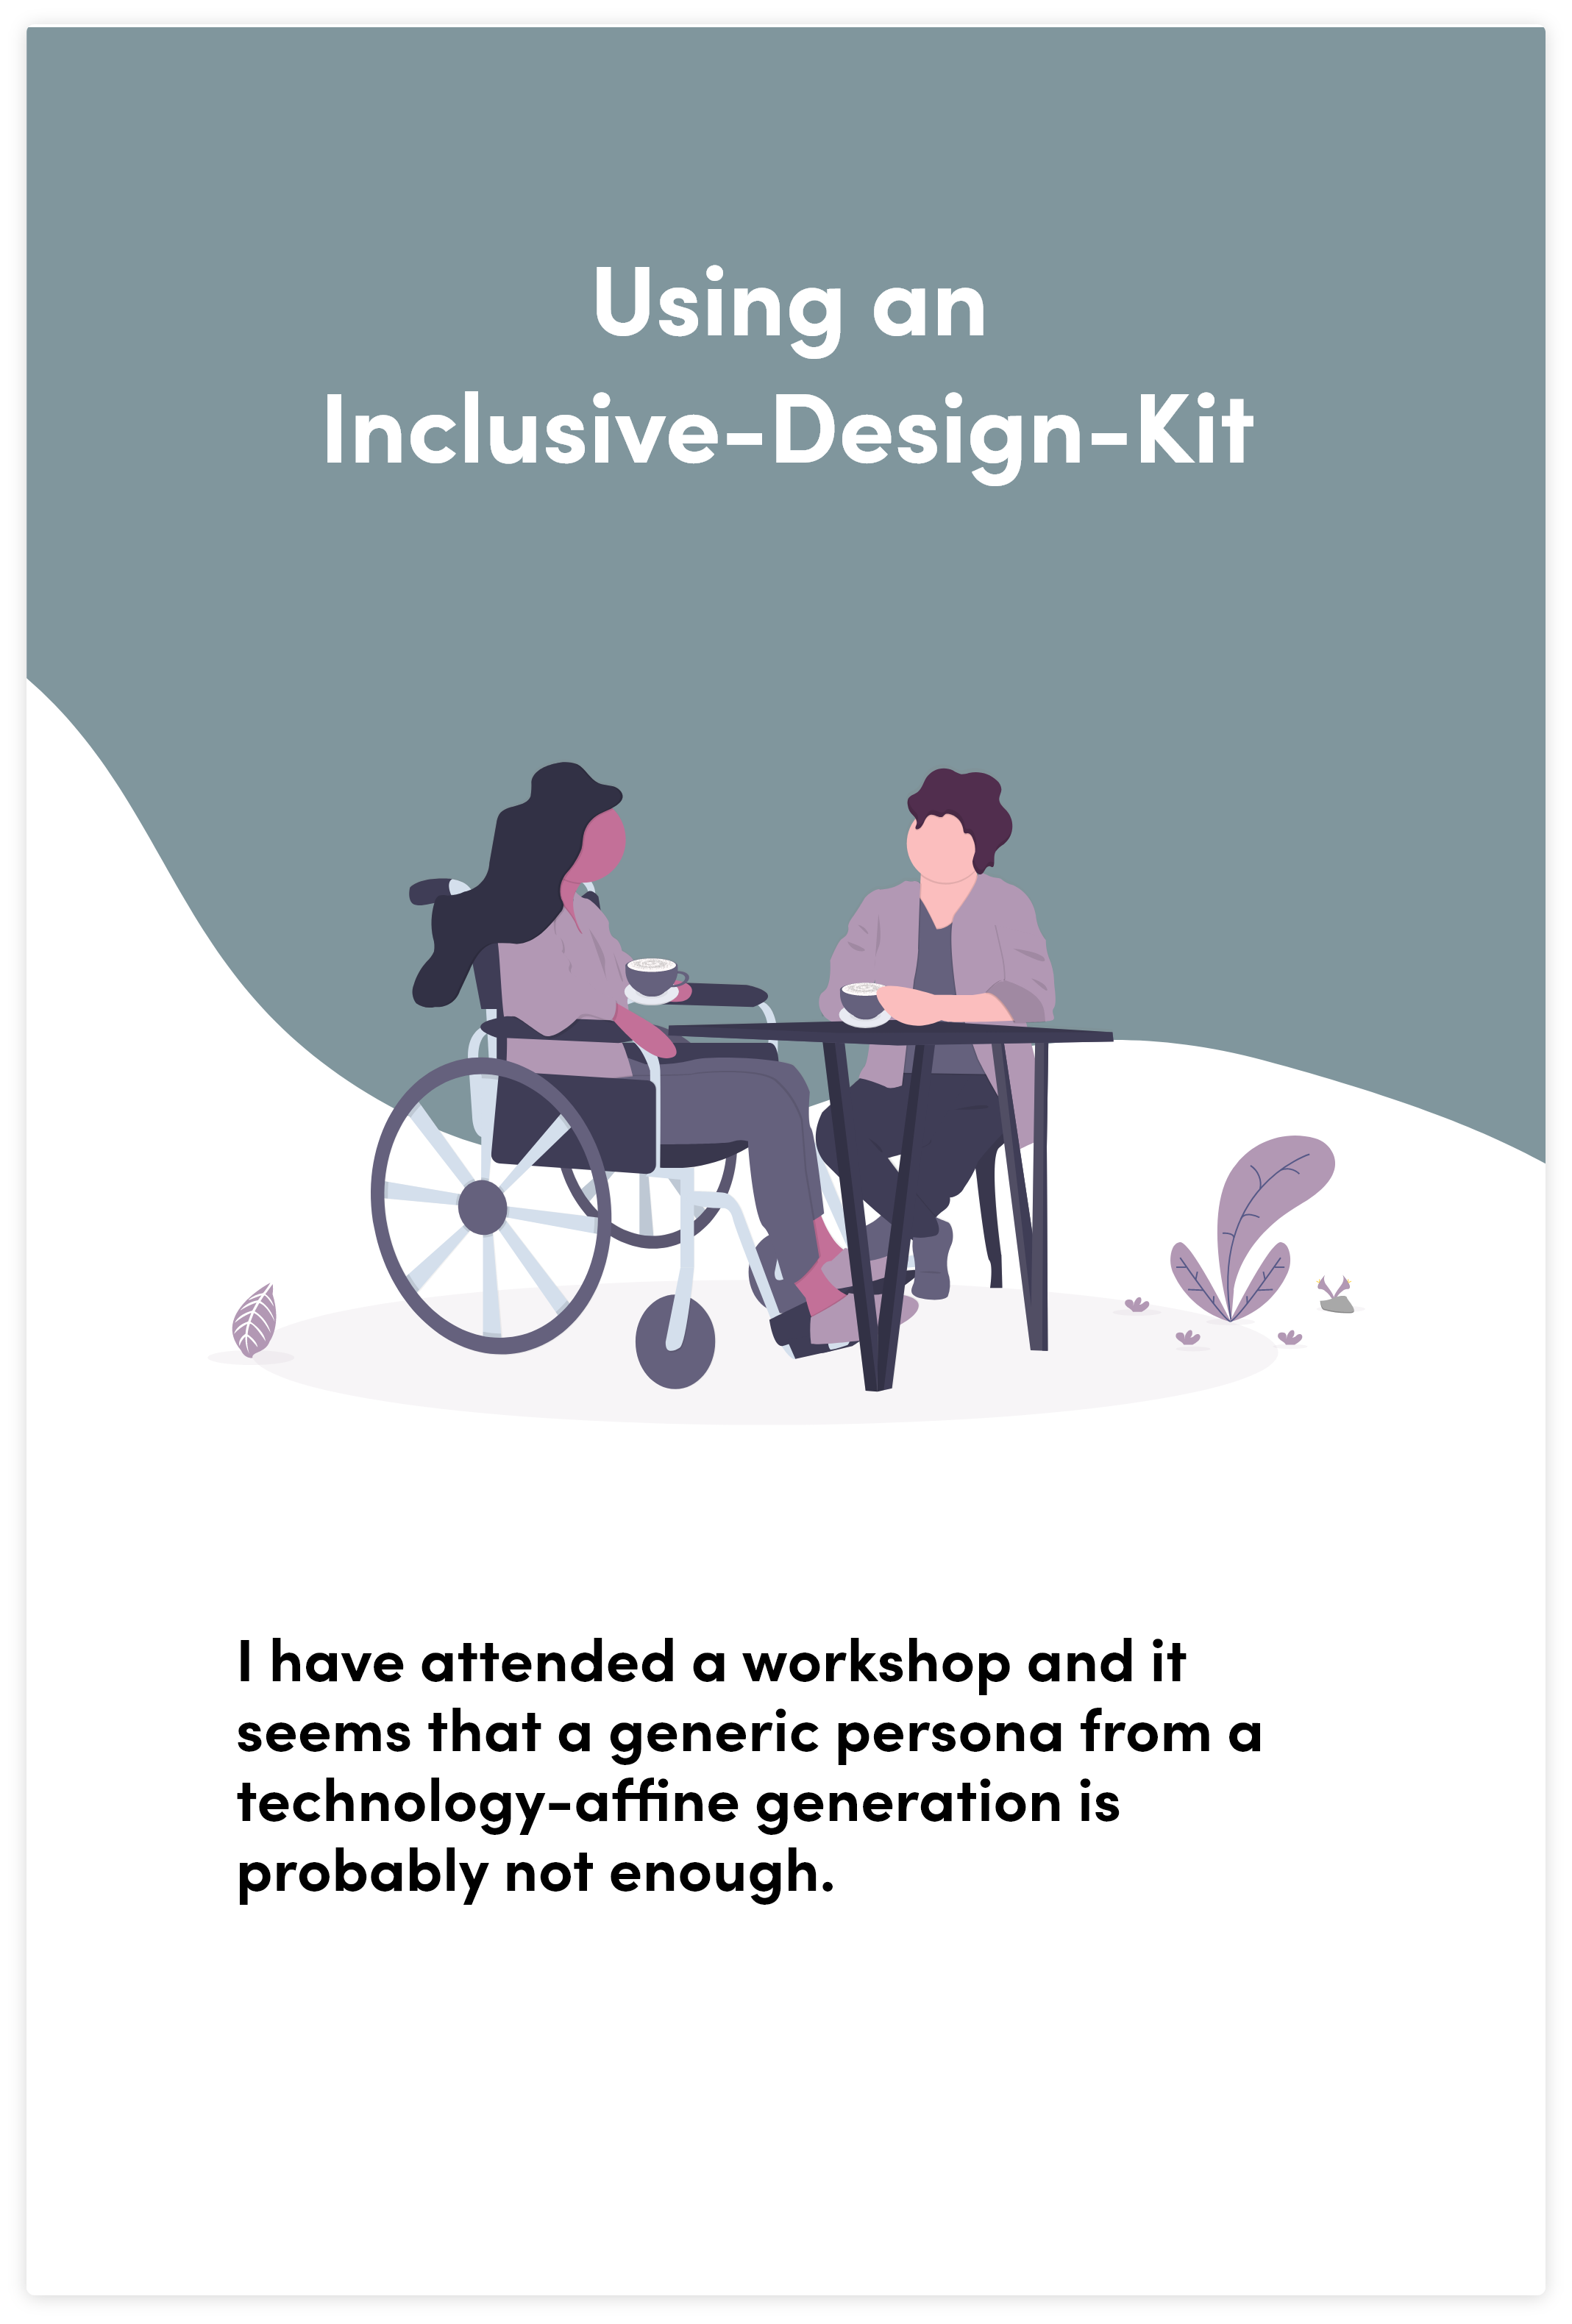 Using an
Inclusive-Design-Kit
I have attended a workshop and it
seems that a generic persona from a
technology-affine generation is
probably not enough.